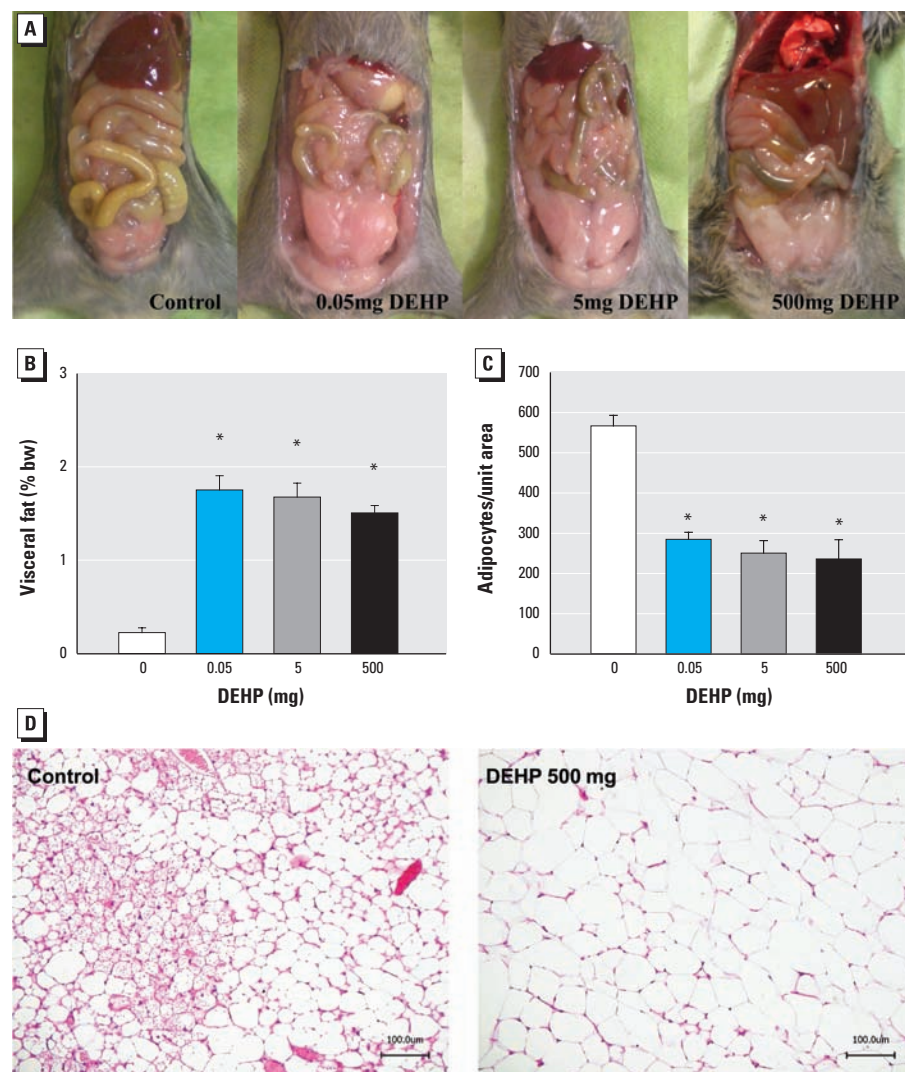 A
Control
0.05mg DEHP
5mg DEHP
500mg DEHP
B
Visceral fat (% bw)
3
2
1
0
*
*
*
0
0.05
5
500
DEHP (mg)
C
Adipocytes/unit area
700
600
500
400
300
200
100
0
*
*
*
0
0.05
5
500
DEHP (mg)
D
Control
100.0um
DEHP 500 mg
100.0um